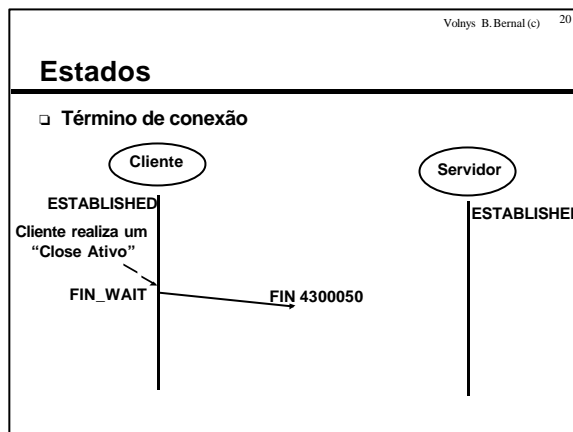 Volnys B. Bernal (c) 20
Estados
❑ Término de conexão
Cliente
Servidor
ESTABLISHED
ESTABLISHED
Cliente realiza um
“Close Ativo”
FIN_WAIT
FIN 4300050